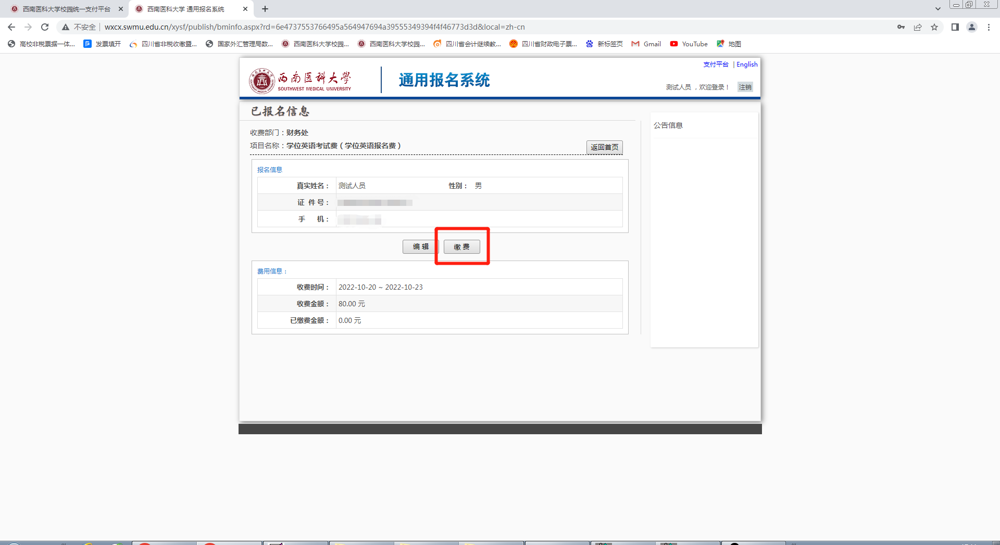 西南医科大学校园统一支付平台
西南医科大学 通用报名系统
不安全 wxcx.swmu.edu.cn/xysf/publish/bminfo.aspx?rd=6e4737553766495a564947694a39555349394f4f46773d3d&local=zh-cn
高校非税票据一体... 发票填开 四川省非税收缴暨... 国家外汇管理局数... 西南医科大学校园... 西南医科大学校园... 四川省会计继续教... 四川省财政电子票... 新标签页 Gmail YouTube 地图
支付平台 | English
西南医科大学
SOUTHWEST MEDICAL UNIVERSITY
通用报名系统
测试人员 ，欢迎登录！ 注销
已报名信息
公告信息
收费部门：财务处
项目名称：学位英语考试费（学位英语报名费）
返回首页
报名信息
真实姓名： 测试人员 性别： 男
证 件 号：
手 机：
编 辑 缴 费
费用信息：
收费时间： 2022-10-20 ~ 2022-10-23
收费金额： 80.00 元
已缴费金额： 0.00 元